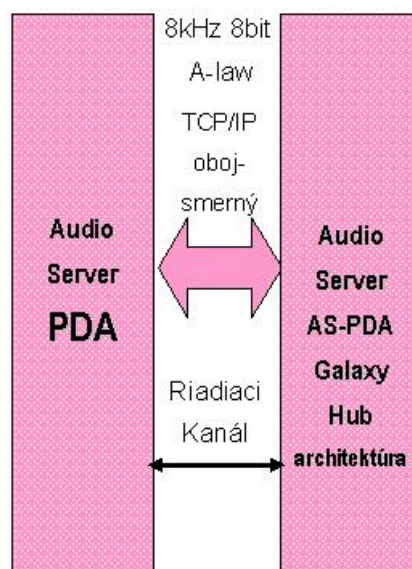 Audio
Server
PDA
8kHz 8bit
A-law
TCP/IP
oboj-
smerný
Riadiaci
Kanál
Audio
Server
AS-PDA
Galaxy
Hub
architektúra